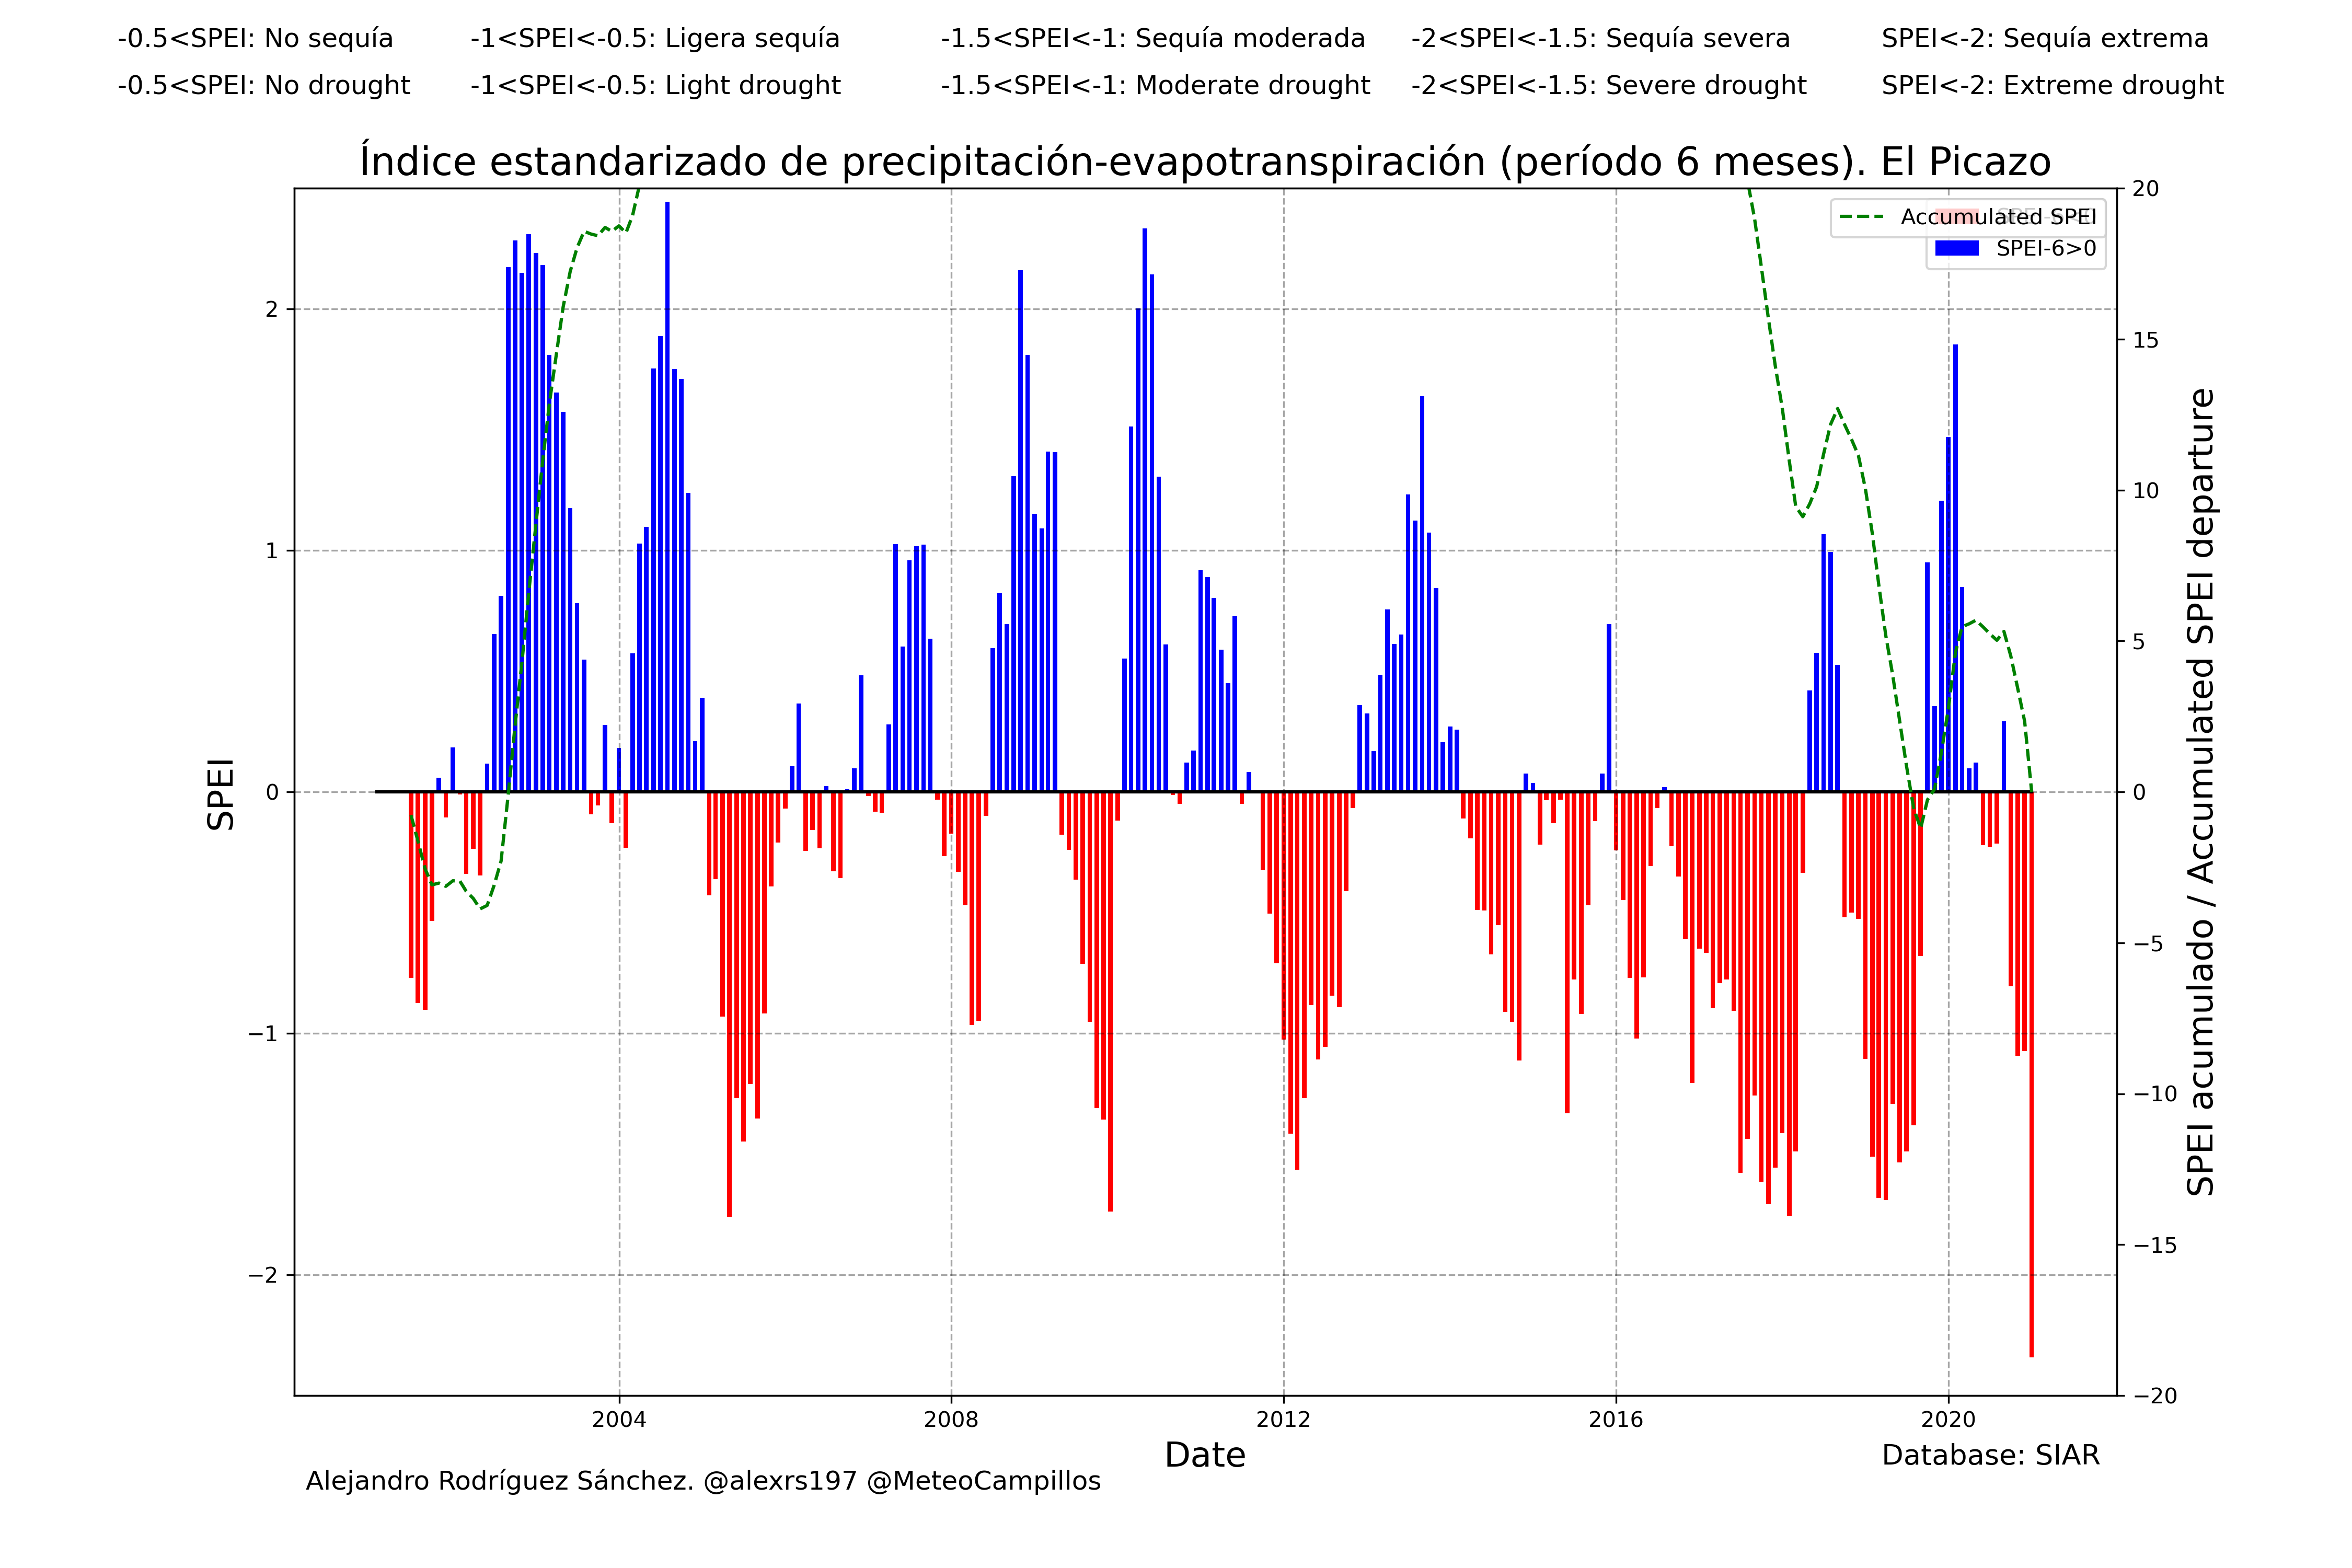 -0.5<SPEI: No sequía -1<SPEI<-0.5: Ligera sequía -1.5<SPEI<-1: Sequía moderada -2<SPEI<-1.5: Sequía severa SPEI<-2: Sequía extrema
-0.5<SPEI: No drought -1<SPEI<-0.5: Light drought -1.5<SPEI<-1: Moderate drought -2<SPEI<-1.5: Severe drought SPEI<-2: Extreme drought
Índice estandarizado de precipitación-evapotranspiración (período 6 meses). El Picazo
Accumulated SPEI
SPEI-6>0
SPEI
2
1
0
−1
−2
20
15
10
5
0
−5
−10
−15
−20
SPEI acumulado / Accumulated SPEI departure
2004 2008 2012 2016 2020
Date
Database: SIAR
Alejandro Rodríguez Sánchez. @alexrs197 @MeteoCampillos